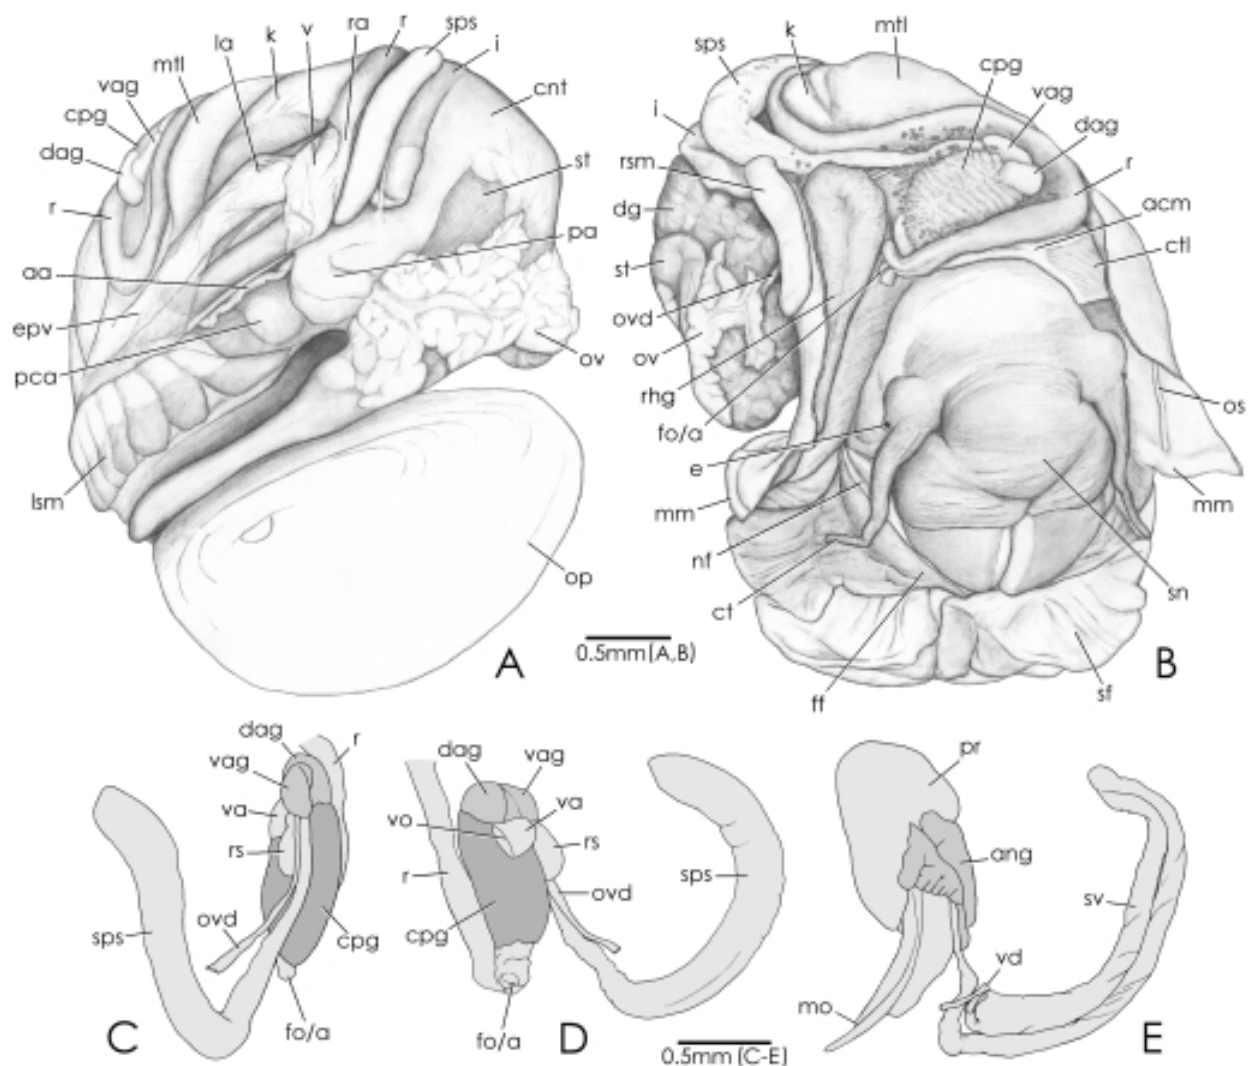 mtl
la
k
v
ra
r
sps
i
vag
cpg
dag
r
cnt
st
pa
aa
epv
pca
ov
lsm
op
A
0.5mm (A,B)
sps
k
mtl
cpg
vag
dag
i
rsm
r
dg
acm
ctl
st
ovd
ov
rhg
fo/a
os
e
mm
mm
nf
ct
sn
ff
sf
B
dag
r
vag
va
rs
ovd
sps
cpg
fo/a
C
dag
vag
vo
va
rs
r
ovd
sps
cpg
fo/a
D
0.5mm (C-E)
pr
ang
sv
vd
mo
E